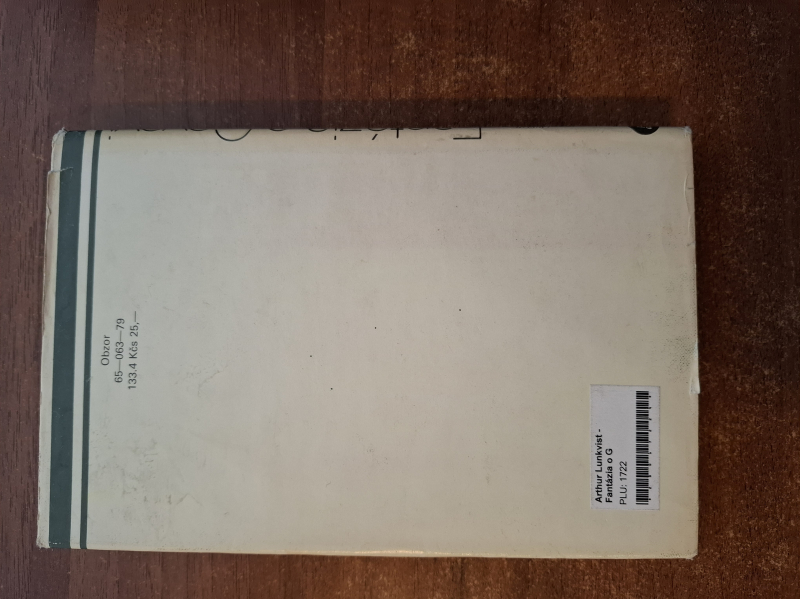 Obzor
65—063—79
133.4 Kčs 25,—
Arthur Lunkvist -
Fantázia o G
PLU: 1722